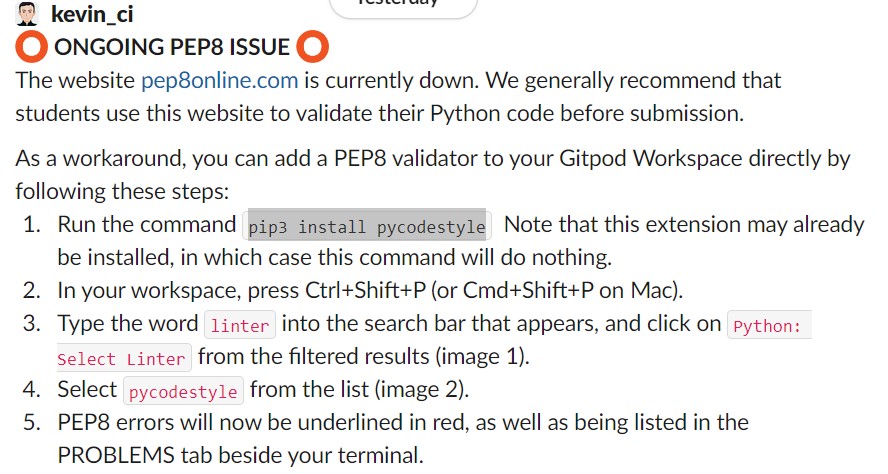 Yesterday
kevin_ci
ONGOING PEP8 ISSUE
The website pep8online.com is currently down. We generally recommend that
students use this website to validate their Python code before submission.
As a workaround, you can add a PEP8 validator to your Gitpod Workspace directly by
following these steps:
1. Run the command pip3 install pycodestyle Note that this extension may already
be installed, in which case this command will do nothing.
2. In your workspace, press Ctrl+Shift+P (or Cmd+Shift+P on Mac).
3. Type the word linter into the search bar that appears, and click on Python:
Select Linter from the filtered results (image 1).
4. Select pycodestyle from the list (image 2).
5. PEP8 errors will now be underlined in red, as well as being listed in the
PROBLEMS tab beside your terminal.